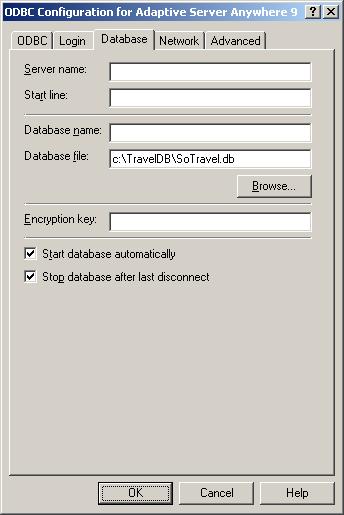 ODBC Configuration for Adaptive Server Anywhere 9
ODBC Login Database Network Advanced
Server name:
Start line:
Database name:
Database file: c:\TravelDB\SoTravel.db
Browse...
Encryption key:
Start database automatically
Stop database after last disconnect
OK Cancel Help